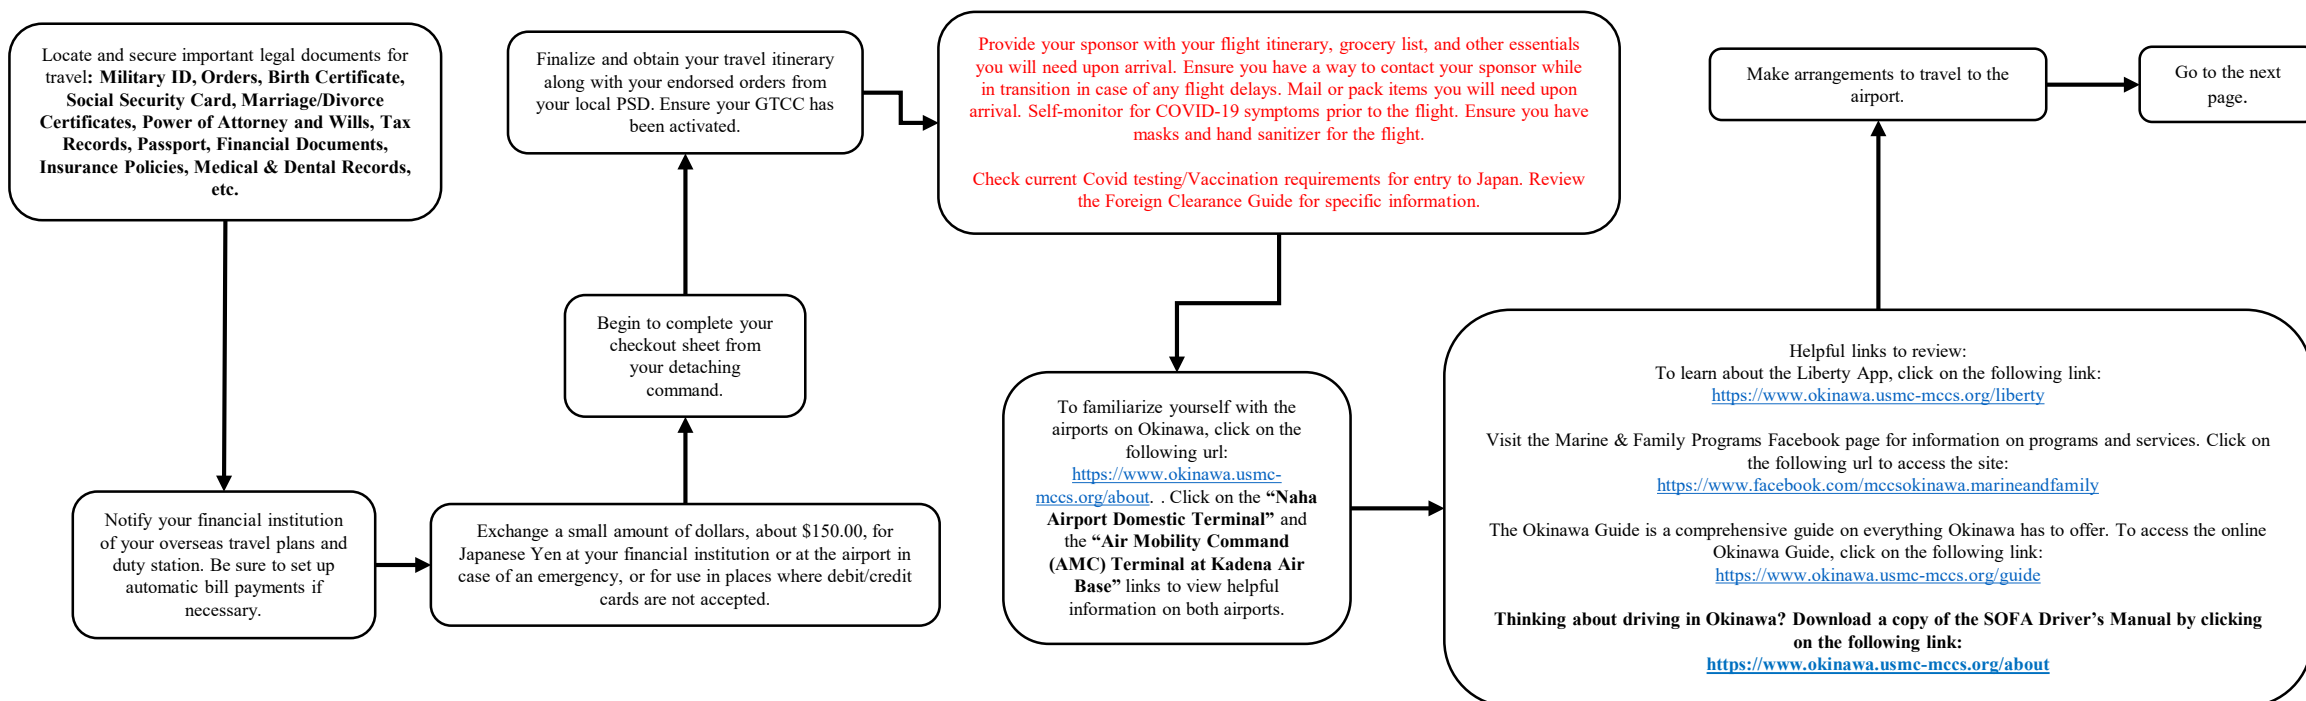 Locate and secure important legal documents for
travel: Military ID, Orders, Birth Certificate,
Social Security Card, Marriage/Divorce
Certificates, Power of Attorney and Wills, Tax
Records, Passport, Financial Documents,
Insurance Policies, Medical & Dental Records,
etc.
Notify your financial institution
of your overseas travel plans and
duty station. Be sure to set up
automatic bill payments if
necessary.
Exchange a small amount of dollars, about $150.00, for
Japanese Yen at your financial institution or at the airport in
case of an emergency, or for use in places where debit/credit
cards are not accepted.
Begin to complete your
checkout sheet from
your detaching
command.
Finalize and obtain your travel itinerary
along with your endorsed orders from
your local PSD. Ensure your GTCC has
been activated.
Provide your sponsor with your flight itinerary, grocery list, and other essentials
you will need upon arrival. Ensure you have a way to contact your sponsor while
in transition in case of any flight delays. Mail or pack items you will need upon
arrival. Self-monitor for COVID-19 symptoms prior to the flight. Ensure you have
masks and hand sanitizer for the flight.
Check current Covid testing/Vaccination requirements for entry to Japan. Review
the Foreign Clearance Guide for specific information.
To familiarize yourself with the
airports on Okinawa, click on the
following url:
https://www.okinawa.usmc-
mccs.org/about. . Click on the “Naha
Airport Domestic Terminal” and
the “Air Mobility Command
(AMC) Terminal at Kadena Air
Base” links to view helpful
information on both airports.
Helpful links to review:
To learn about the Liberty App, click on the following link:
https://www.okinawa.usmc-mccs.org/liberty
Visit the Marine & Family Programs Facebook page for information on programs and services. Click on
the following url to access the site:
https://www.facebook.com/mccsokinawa.marineandfamily
The Okinawa Guide is a comprehensive guide on everything Okinawa has to offer. To access the online
Okinawa Guide, click on the following link:
https://www.okinawa.usmc-mccs.org/guide
Thinking about driving in Okinawa? Download a copy of the SOFA Driver’s Manual by clicking
on the following link:
https://www.okinawa.usmc-mccs.org/about
Make arrangements to travel to the
airport.
Go to the next
page.